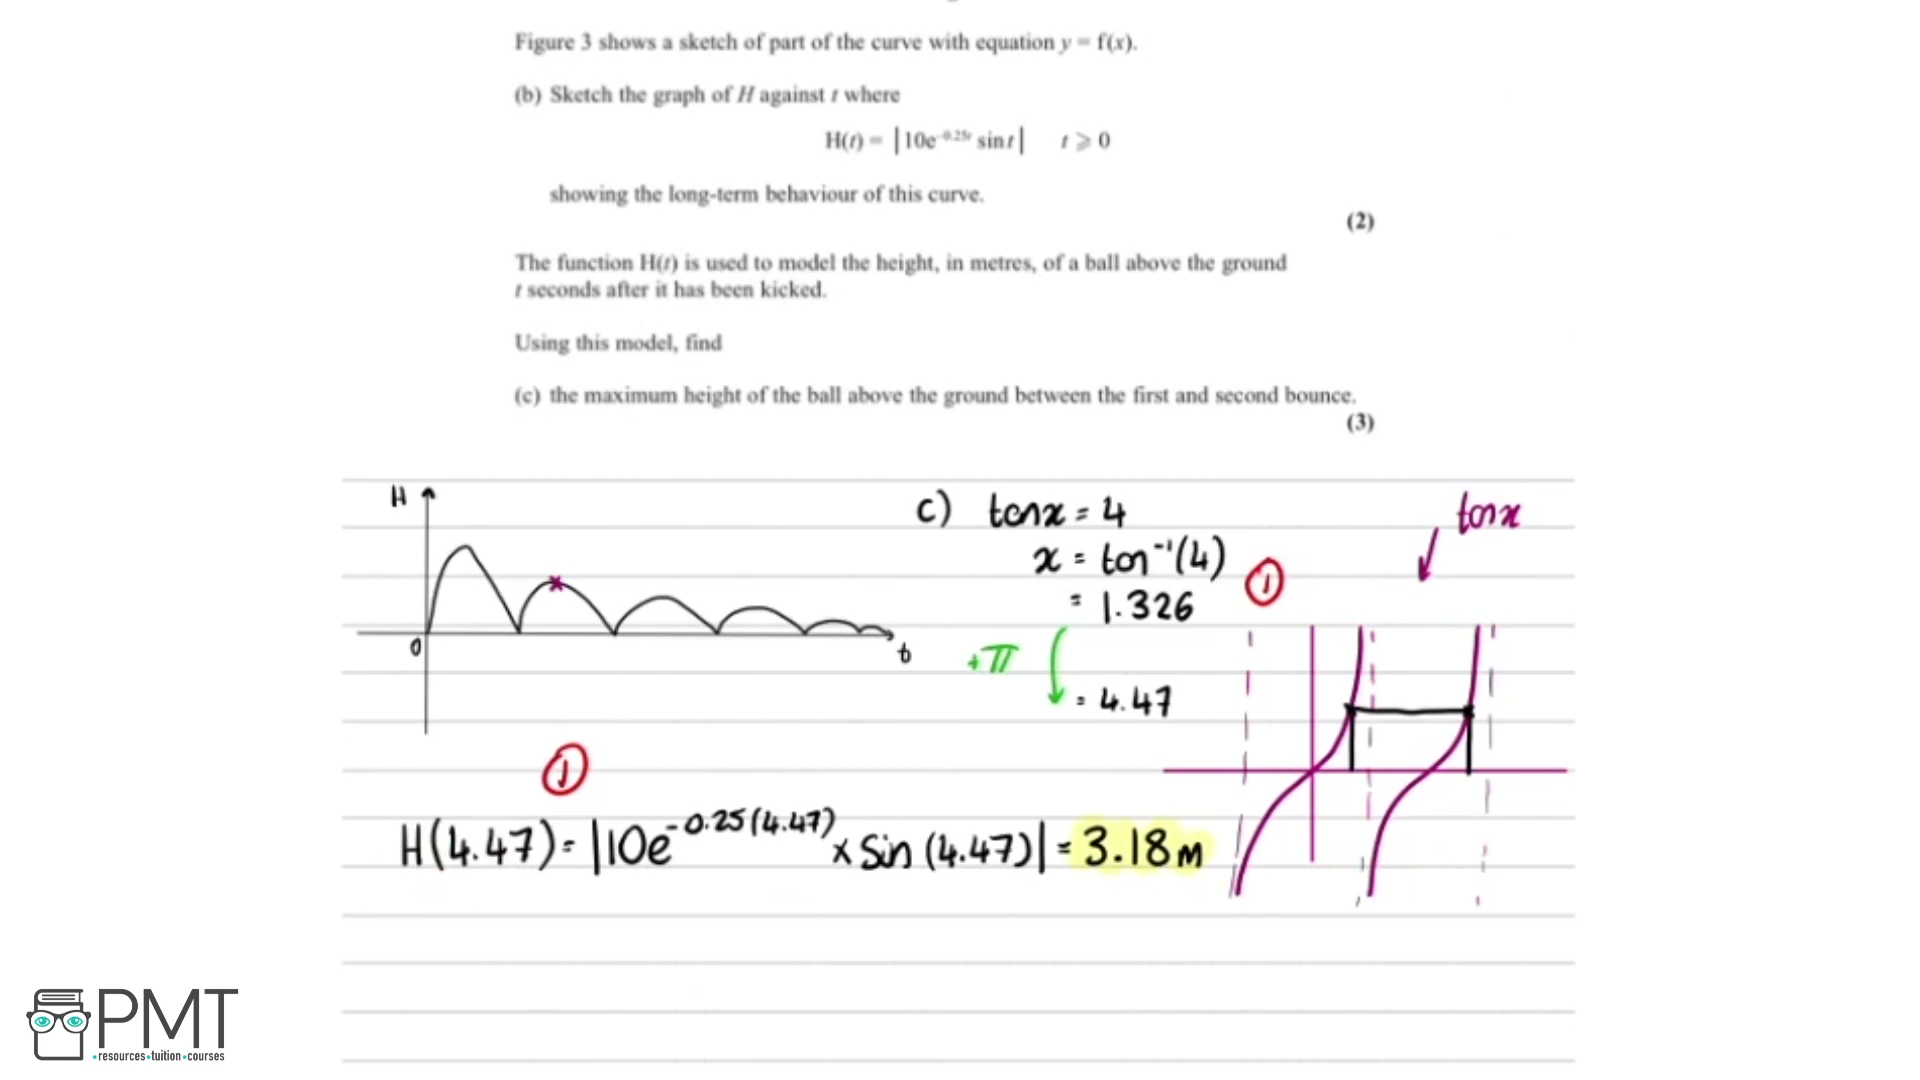 Figure 3 shows a sketch of part of the curve with equation y = f(x).
(b) Sketch the graph of H against t where
H(t) = |10e^-0.25t sin t|    t ⩾ 0
showing the long-term behaviour of this curve.
(2)
The function H(t) is used to model the height, in metres, of a ball above the ground
t seconds after it has been kicked.
Using this model, find
(c) the maximum height of the ball above the ground between the first and second bounce.
(3)
H
0
t
c) tan x = 4
x = tan⁻¹(4)
= 1.326
①
+π
= 4.47
tan x
①
H(4.47) = |10e^-0.25(4.47) × Sin (4.47)| = 3.18m
PMT
•resources•tuition•courses